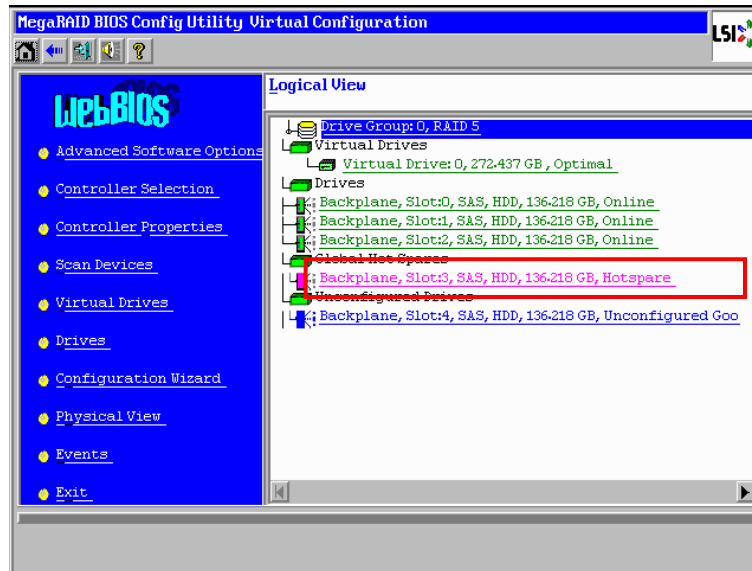 MegaRAID BIOS Config Utility Virtual Configuration
LSI
WebBIOS
Advanced Software Options
Controller Selection
Controller Properties
Scan Devices
Virtual Drives
Drives
Configuration Wizard
Physical View
Events
Exit
Logical View
Drive Group: 0, RAID 5
Virtual Drives
Virtual Drive: 0, 272.437 GB, Optimal
Drives
Backplane, Slot:0, SAS, HDD, 136.218 GB, Online
Backplane, Slot:1, SAS, HDD, 136.218 GB, Online
Backplane, Slot:2, SAS, HDD, 136.218 GB, Online
Global Hot Spares
Backplane, Slot:3, SAS, HDD, 136.218 GB, Hotspare
Unconfigured Drives
Backplane, Slot:4, SAS, HDD, 136.218 GB, Unconfigured Goo